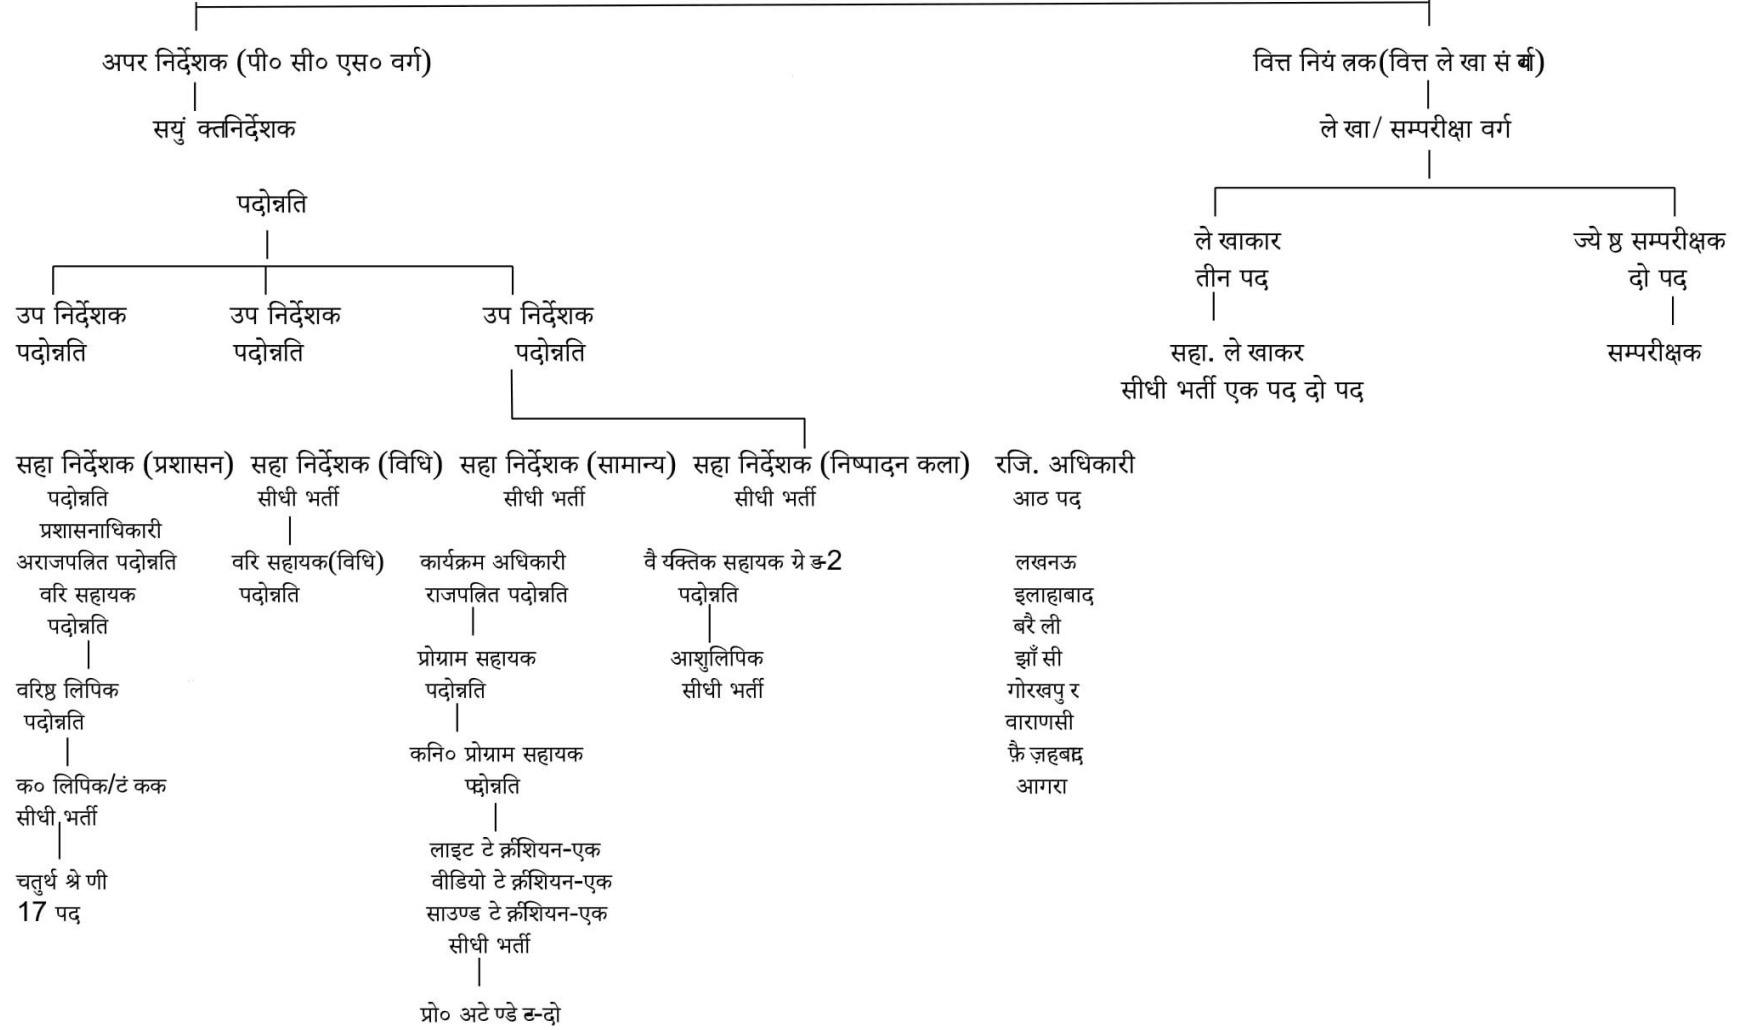 अपर निर्देशक (पी० सी० एस० वर्ग)
वित्त नियंत्रक(वित्त लेखा संवर्ग)
सयुंक्तनिर्देशक
लेखा/ सम्परीक्षा वर्ग
पदोन्नति
लेखाकार
ज्येष्ठ सम्परीक्षक
तीन पद
दो पद
उप निर्देशक
उप निर्देशक
उप निर्देशक
पदोन्नति
पदोन्नति
पदोन्नति
सहा. लेखाकर
सम्परीक्षक
सीधी भर्ती एक पद दो पद
सहा निर्देशक (प्रशासन)
सहा निर्देशक (विधि)
सहा निर्देशक (सामान्य)
सहा निर्देशक (निष्पादन कला)
रजि. अधिकारी
पदोन्नति
सीधी भर्ती
सीधी भर्ती
सीधी भर्ती
आठ पद
प्रशासनाधिकारी
अराजपत्रित पदोन्नति
वरि सहायक(विधि)
कार्यक्रम अधिकारी
वैयक्तिक सहायक ग्रेड-2
लखनऊ
वरि सहायक
पदोन्नति
राजपत्रित पदोन्नति
पदोन्नति
इलाहाबाद
पदोन्नति
बरैली
प्रोग्राम सहायक
आशुलिपिक
झाँसी
वरिष्ठ लिपिक
पदोन्नति
सीधी भर्ती
गोरखपुर
पदोन्नति
वाराणसी
कनि० प्रोग्राम सहायक
फ़ैज़हबाद
क० लिपिक/टंकक
पदोन्नति
आगरा
सीधी भर्ती
लाइट टेक्नीशियन-एक
चतुर्थ श्रेणी
वीडियो टेक्नीशियन-एक
17 पद
साउण्ड टेक्नीशियन-एक
सीधी भर्ती
प्रो० अटेण्डेन्ट-दो